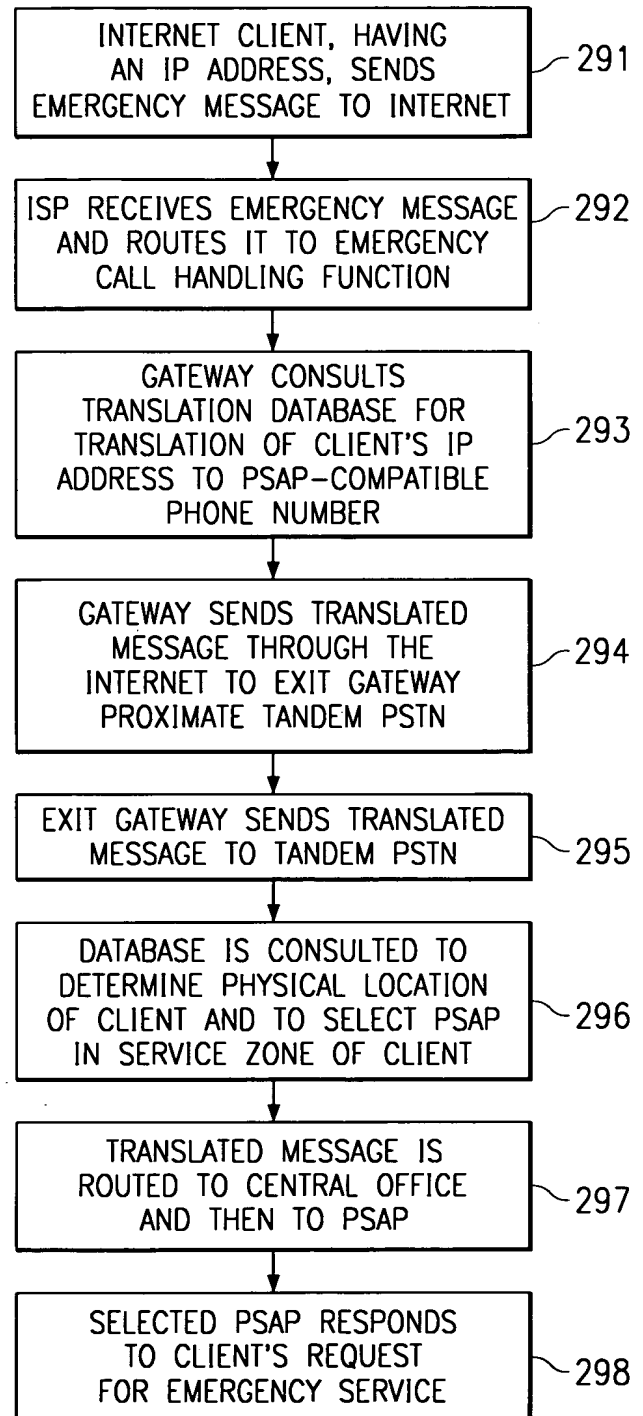 INTERNET CLIENT, HAVING
AN IP ADDRESS, SENDS
EMERGENCY MESSAGE TO INTERNET
291
ISP RECEIVES EMERGENCY MESSAGE
AND ROUTES IT TO EMERGENCY
CALL HANDLING FUNCTION
292
GATEWAY CONSULTS
TRANSLATION DATABASE FOR
TRANSLATION OF CLIENT'S IP
ADDRESS TO PSAP-COMPATIBLE
PHONE NUMBER
293
GATEWAY SENDS TRANSLATED
MESSAGE THROUGH THE
INTERNET TO EXIT GATEWAY
PROXIMATE TANDEM PSTN
294
EXIT GATEWAY SENDS TRANSLATED
MESSAGE TO TANDEM PSTN
295
DATABASE IS CONSULTED TO
DETERMINE PHYSICAL LOCATION
OF CLIENT AND TO SELECT PSAP
IN SERVICE ZONE OF CLIENT
296
TRANSLATED MESSAGE IS
ROUTED TO CENTRAL OFFICE
AND THEN TO PSAP
297
SELECTED PSAP RESPONDS
TO CLIENT'S REQUEST
FOR EMERGENCY SERVICE
298